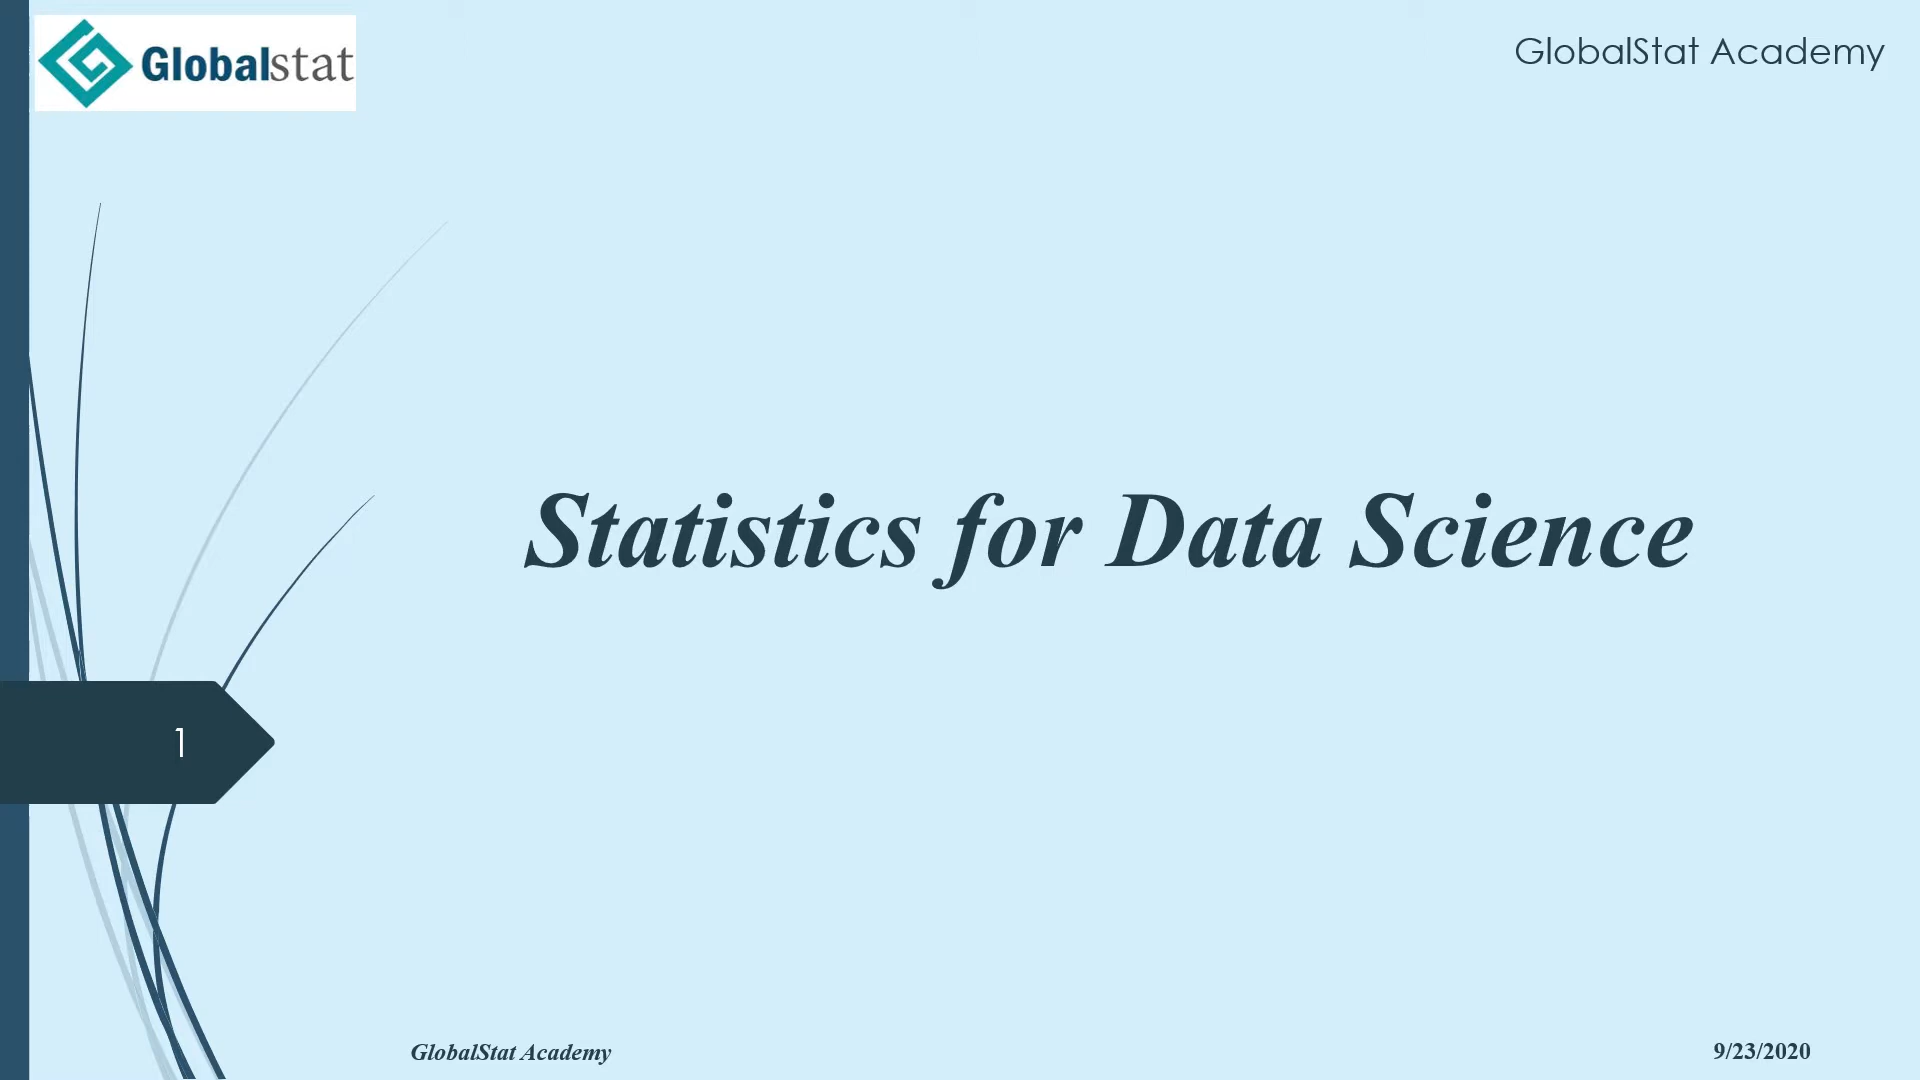 Globalstat
GlobalStat Academy
Statistics for Data Science
1
GlobalStat Academy
9/23/2020